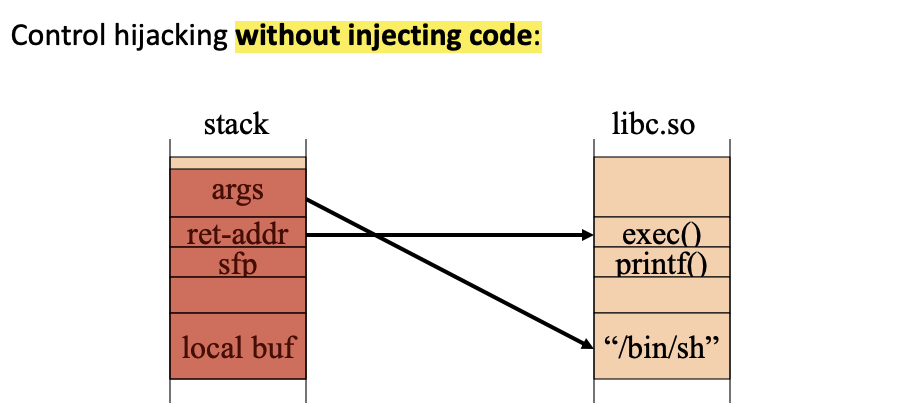 Control hijacking without injecting code:
stack
libc.so
args
ret-addr
exec()
sfp
printf()
local buf
“/bin/sh”